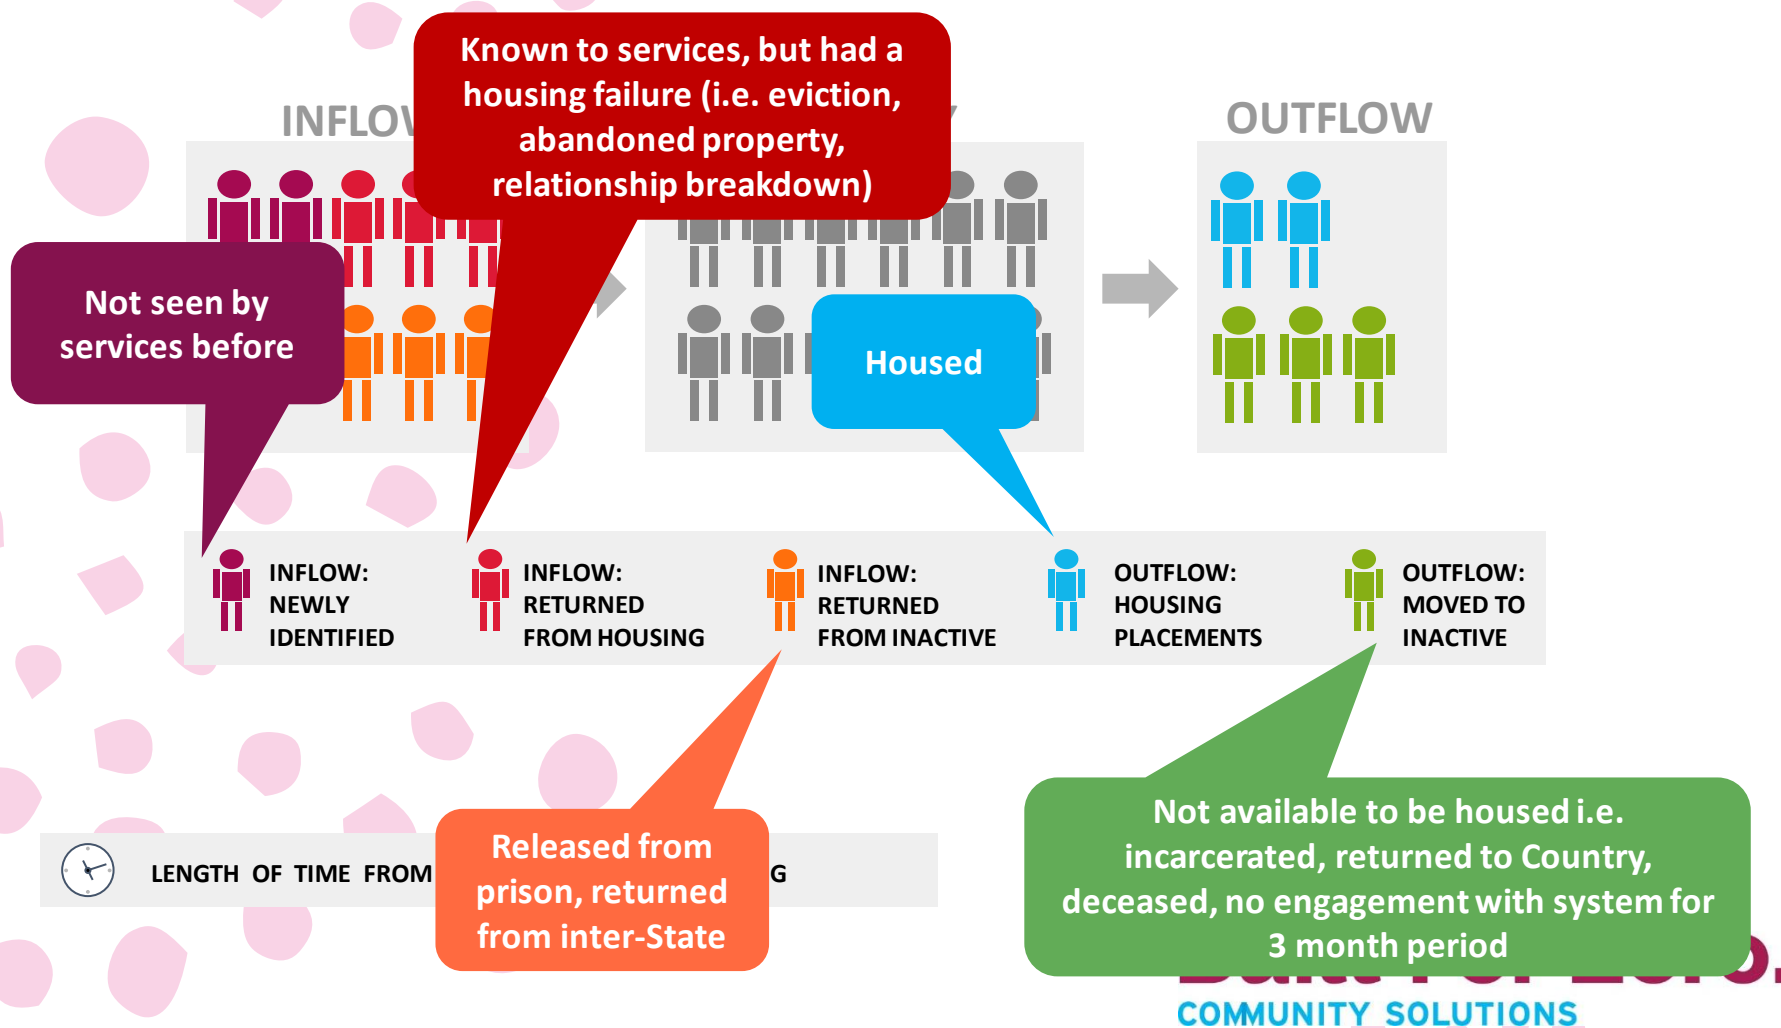 Known to services, but had a
housing failure (i.e. eviction,
abandoned property,
relationship breakdown)
OUTFLOW
Not seen by
services before
Housed
INFLOW:
NEWLY
IDENTIFIED
INFLOW:
RETURNED
FROM HOUSING
INFLOW:
RETURNED
FROM INACTIVE
OUTFLOW:
HOUSING
PLACEMENTS
OUTFLOW:
MOVED TO
INACTIVE
LENGTH OF TIME FROM
Released from
prison, returned
from inter-State
Not available to be housed i.e.
incarcerated, returned to Country,
deceased, no engagement with system for
3 month period
COMMUNITY SOLUTIONS